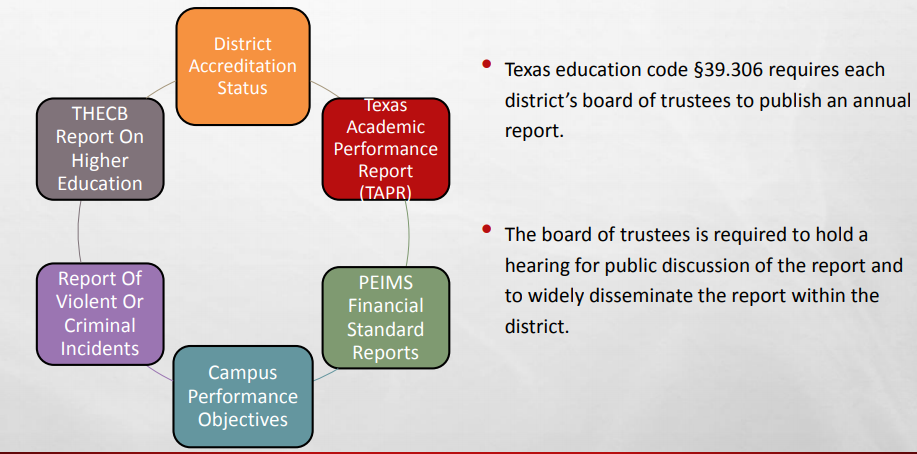 District
Accreditation
Status
Texas
Academic
Performance
Report
(TAPR)
PEIMS
Financial
Standard
Reports
Campus
Performance
Objectives
Report Of
Violent Or
Criminal
Incidents
THECB
Report On
Higher
Education
• Texas education code §39.306 requires each
district’s board of trustees to publish an annual
report.
• The board of trustees is required to hold a
hearing for public discussion of the report and
to widely disseminate the report within the
district.